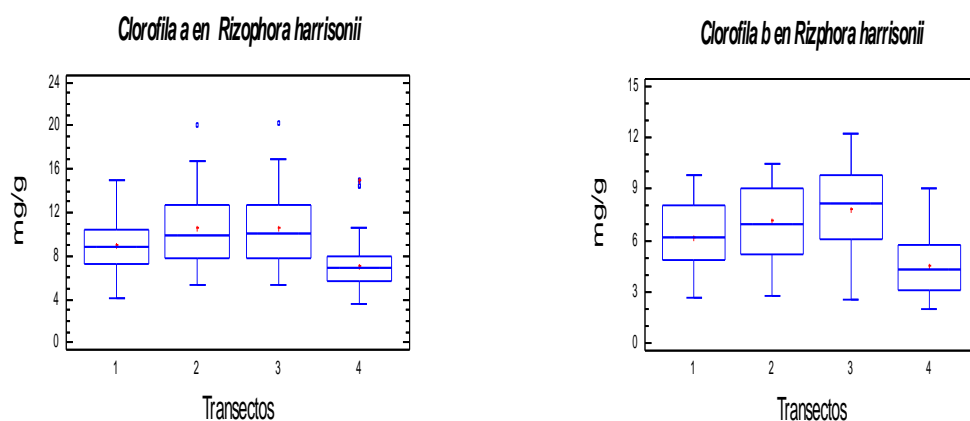 Clorofila a en Rizophora harrisonii
24
20
16
12
8
4
0
mg/g
1 2 3 4
Transectos
Clorofila b en Rizphora harrisonii
15
12
9
6
3
0
mg/g
1 2 3 4
Transectos